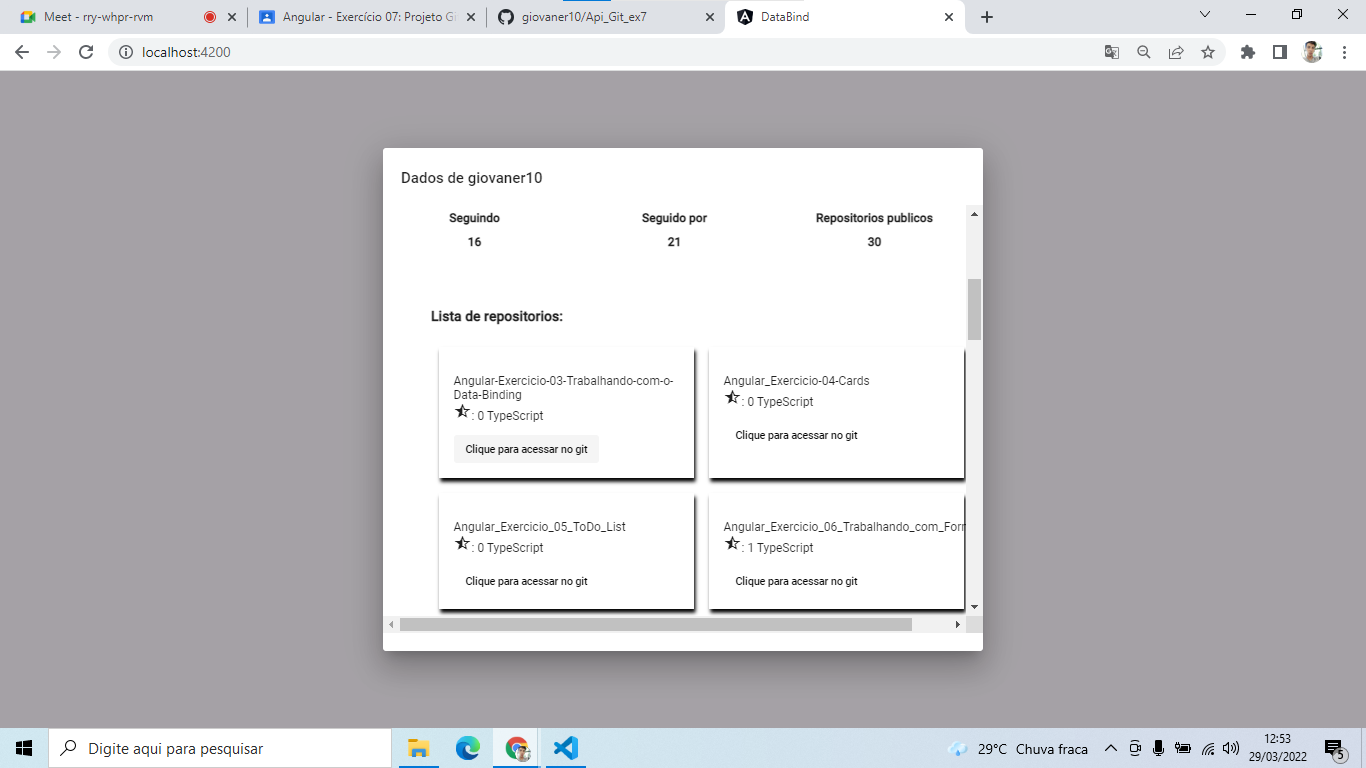 Meet - rry-whpr-rvm
Angular - Exercício 07: Projeto Gi
giovaner10/Api_Git_ex7
DataBind
localhost:4200
Dados de giovaner10
Seguindo
Seguido por
Repositorios publicos
16
21
30
Lista de repositorios:
Angular-Exercicio-03-Trabalhando-com-o-
Data-Binding
: 0 TypeScript
Clique para acessar no git
Angular_Exercicio-04-Cards
: 0 TypeScript
Clique para acessar no git
Angular_Exercicio_05_ToDo_List
: 0 TypeScript
Clique para acessar no git
Angular_Exercicio_06_Trabalhando_com_Forr
: 1 TypeScript
Clique para acessar no git
Digite aqui para pesquisar
29°C Chuva fraca
12:53
29/03/2022
5